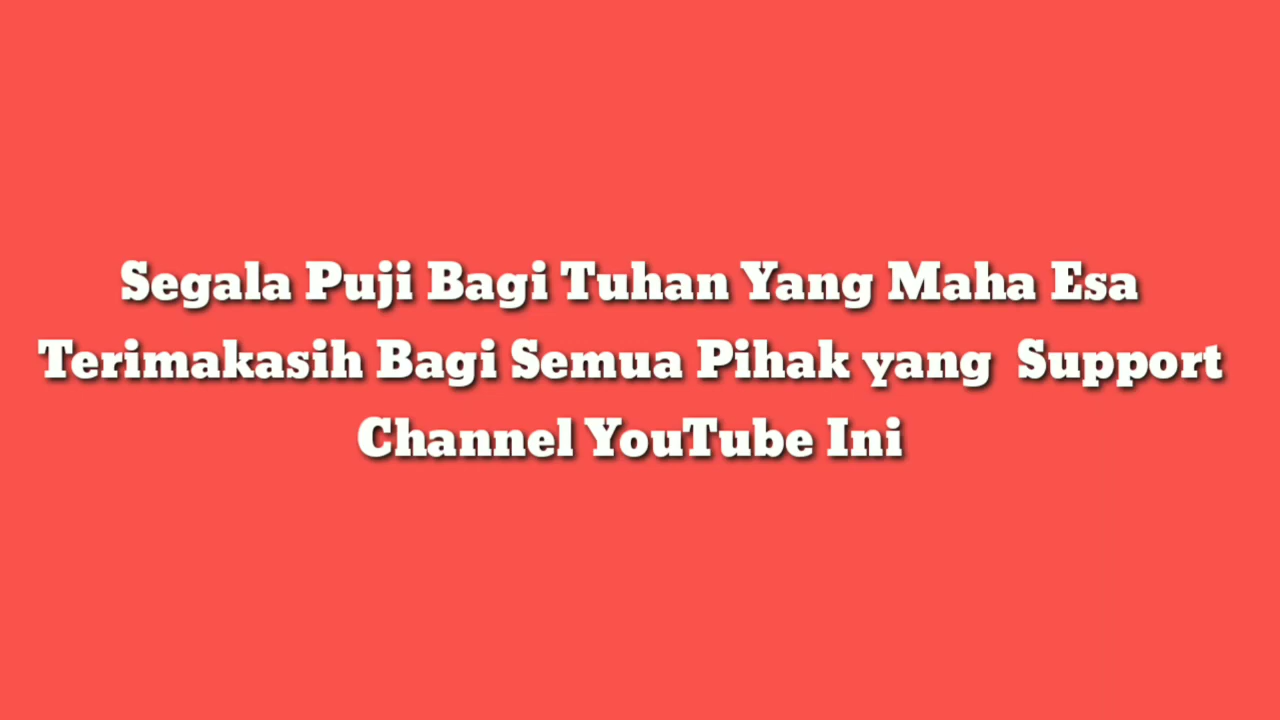 Segala Puji Bagi Tuhan Yang Maha Esa
Terimakasih Bagi Semua Pihak yang  Support
Channel YouTube Ini